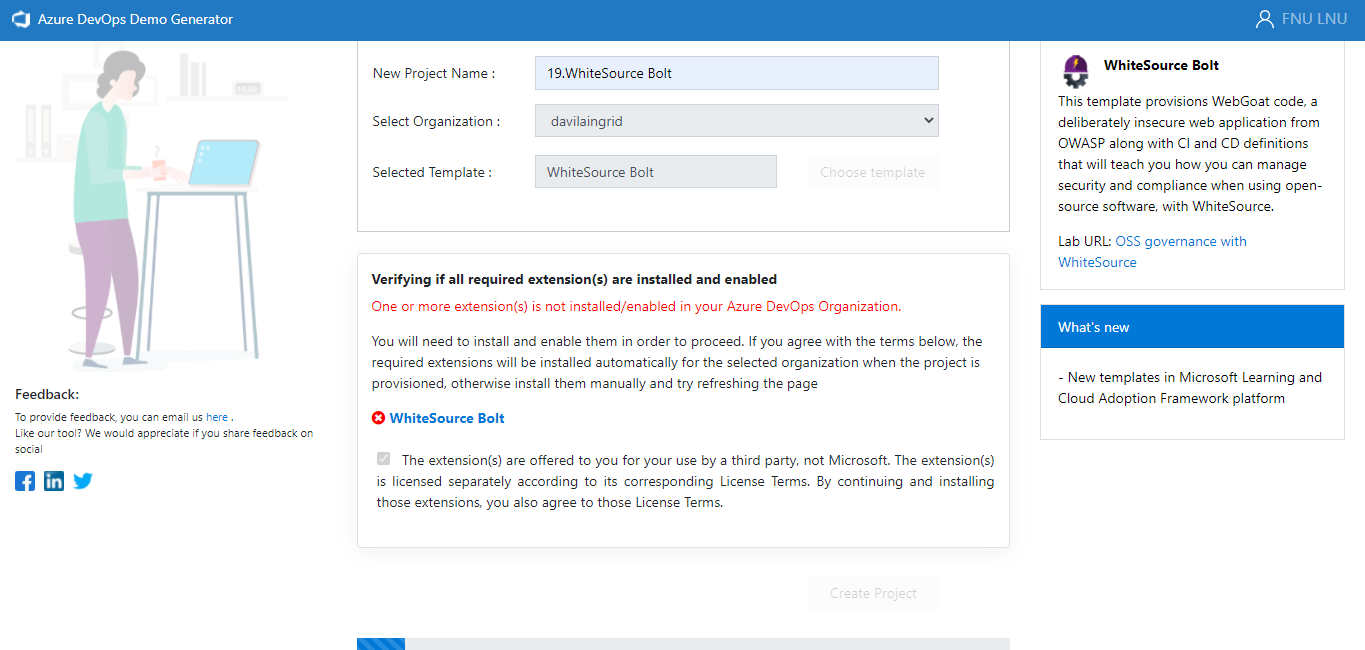 Azure DevOps Demo Generator
FNU LNU
New Project Name :
19.WhiteSource Bolt
Select Organization :
davilaingrid
Selected Template :
WhiteSource Bolt
Choose template
Verifying if all required extension(s) are installed and enabled
One or more extension(s) is not installed/enabled in your Azure DevOps Organization.
You will need to install and enable them in order to proceed. If you agree with the terms below, the
required extensions will be installed automatically for the selected organization when the project is
provisioned, otherwise install them manually and try refreshing the page
WhiteSource Bolt
The extension(s) are offered to you for your use by a third party, not Microsoft. The extension(s)
is licensed separately according to its corresponding License Terms. By continuing and installing
those extensions, you also agree to those License Terms.
Create Project
Feedback:
To provide feedback, you can email us here .
Like our tool? We would appreciate if you share feedback on
social
WhiteSource Bolt
This template provisions WebGoat code, a
deliberately insecure web application from
OWASP along with CI and CD definitions
that will teach you how you can manage
security and compliance when using open-
source software, with WhiteSource.
Lab URL: OSS governance with
WhiteSource
What's new
- New templates in Microsoft Learning and
Cloud Adoption Framework platform